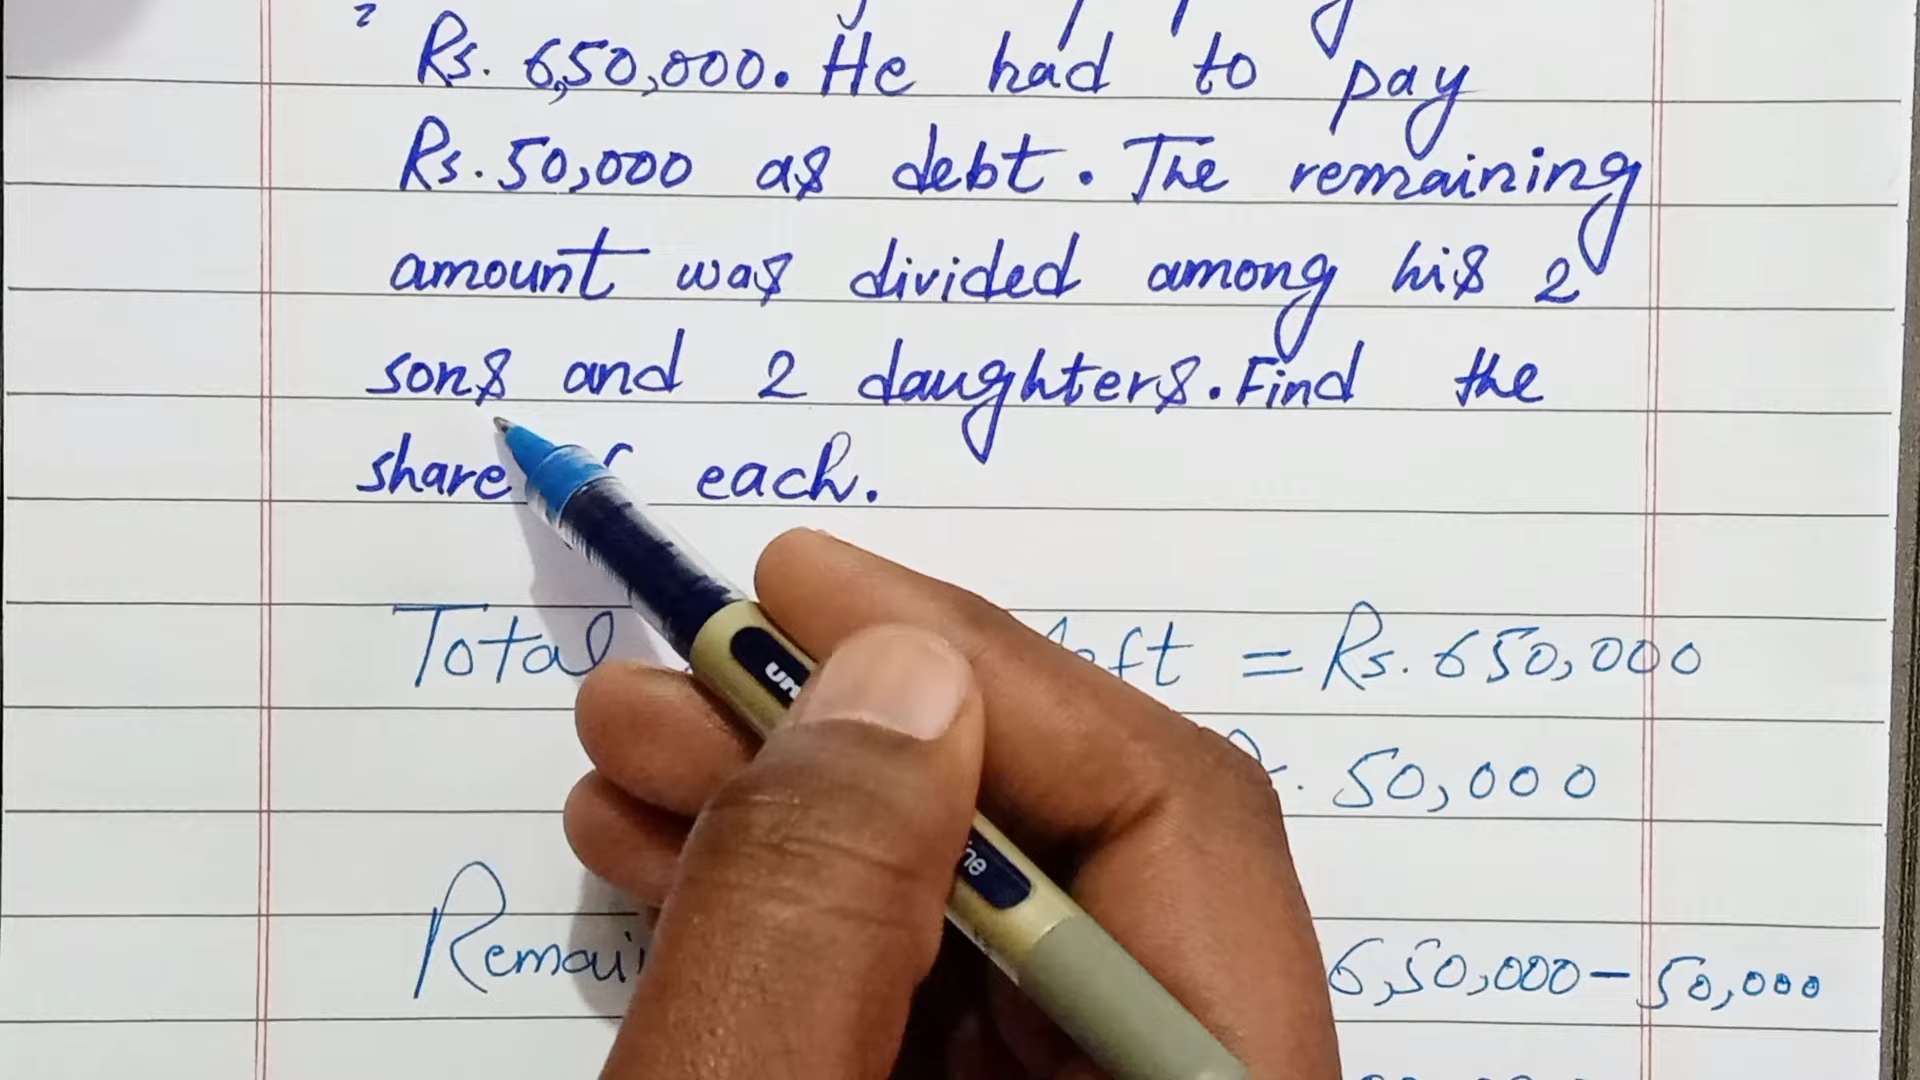 Rs. 6,50,000. He had to pay
Rs. 50,000 as debt. The remaining
amount was divided among his 2
sons and 2 daughters. Find the
share each.
Total left = Rs. 650,000
50,000
6,50,000 - 50,000